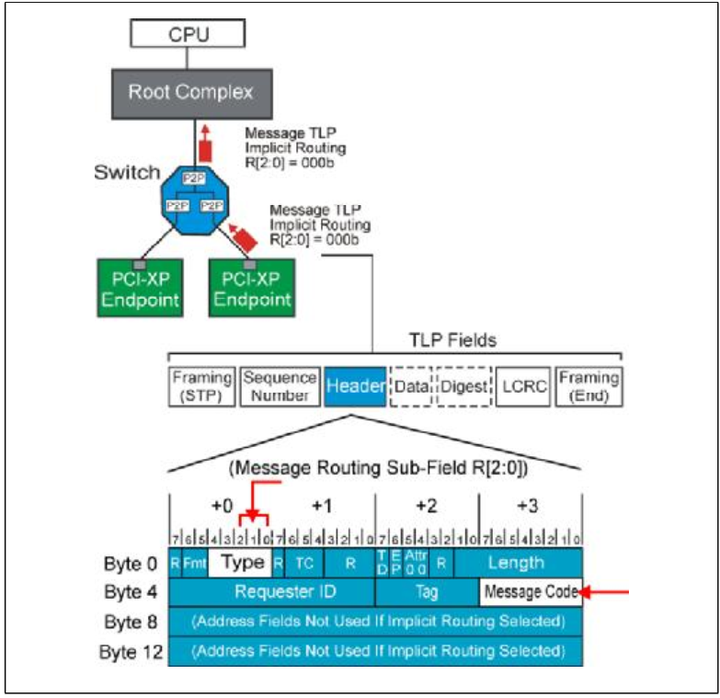 CPU
Root Complex
Message TLP
Implicit Routing
R[2:0] = 000b
Switch
P2P
P2P P2P
Message TLP
Implicit Routing
R[2:0] = 000b
PCI-XP
Endpoint
PCI-XP
Endpoint
TLP Fields
Framing
(STP)
Sequence
Number
Header
Data
Digest
LCRC
Framing
(End)
(Message Routing Sub-Field R[2:0])
+0 +1 +2 +3
7 6 5 4 3 2 1 0 7 6 5 4 3 2 1 0 7 6 5 4 3 2 1 0 7 6 5 4 3 2 1 0
Byte 0 R Fmt Type R TC R T D E P Attr 0 0 R Length
Byte 4 Requester ID Tag Message Code
Byte 8 (Address Fields Not Used If Implicit Routing Selected)
Byte 12 (Address Fields Not Used If Implicit Routing Selected)